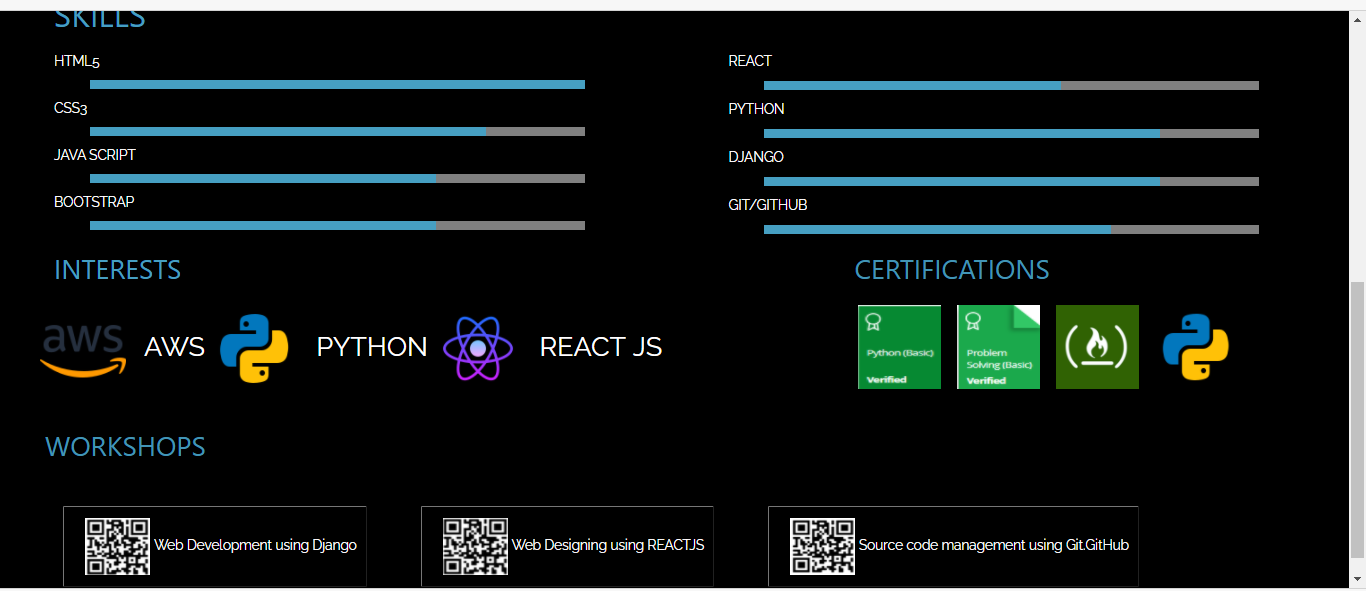 SKILLS
HTML5
REACT
CSS3
PYTHON
JAVA SCRIPT
DJANGO
BOOTSTRAP
GIT/GITHUB
INTERESTS
CERTIFICATIONS
aws AWS PYTHON REACT JS
Python (Basic)
Verified
Problem
Solving (Basic)
Verified
WORKSHOPS
Web Development using Django
Web Designing using REACTJS
Source code management using Git.GitHub